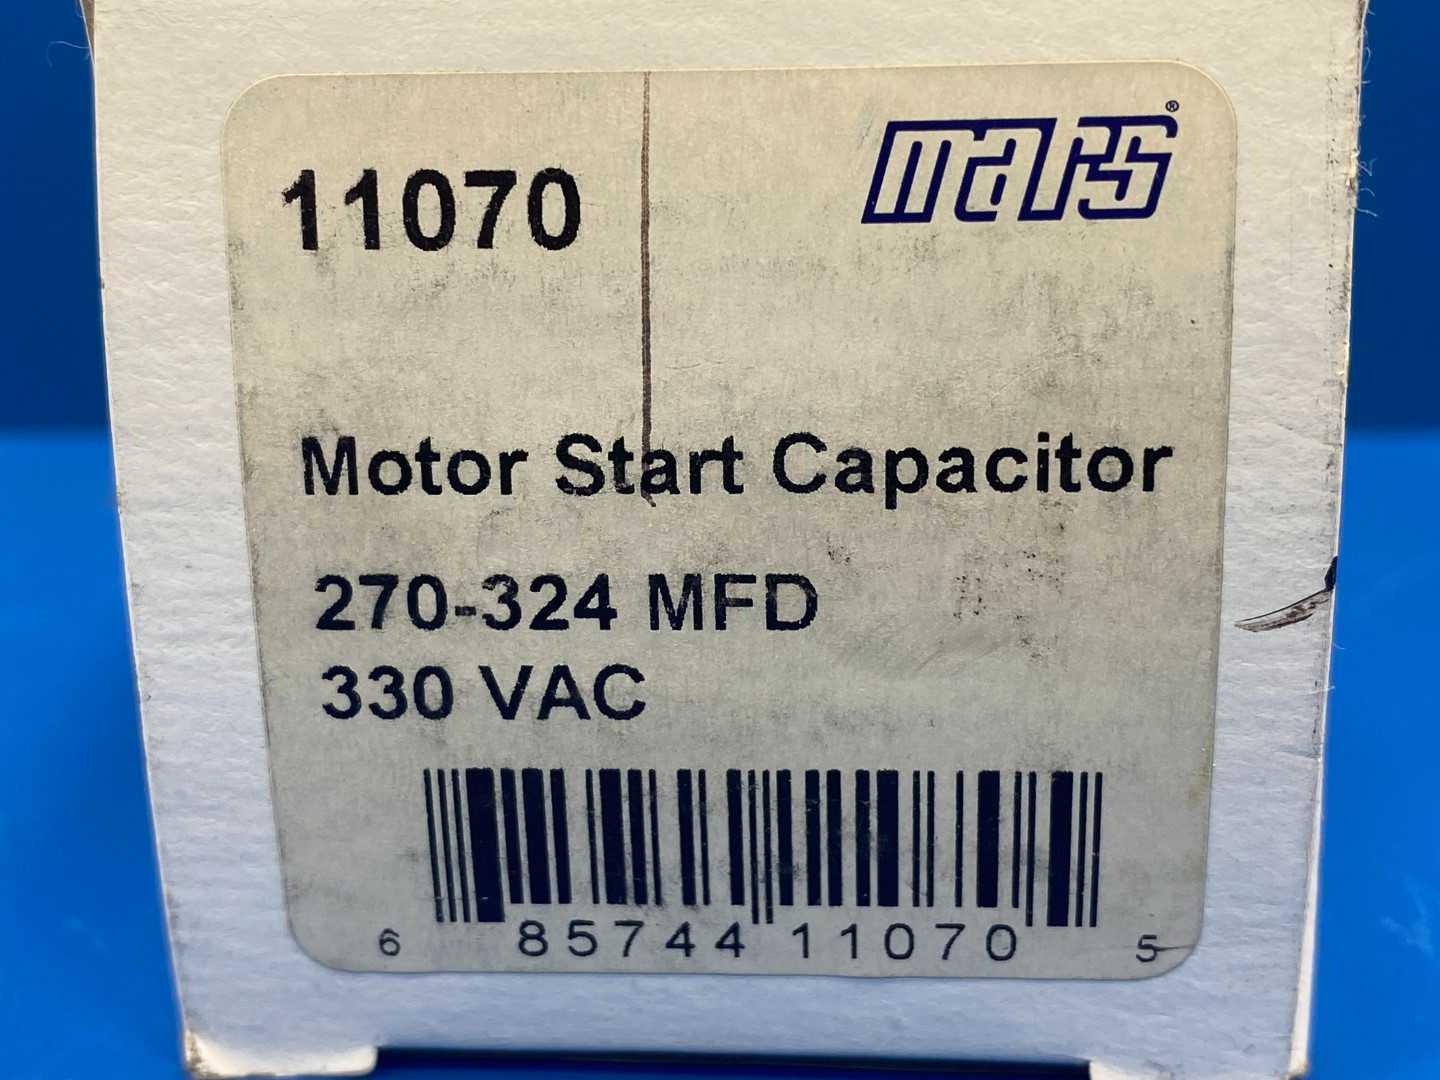 11070
mars®
Motor Start Capacitor
270-324 MFD
330 VAC
6 85744 11070 5